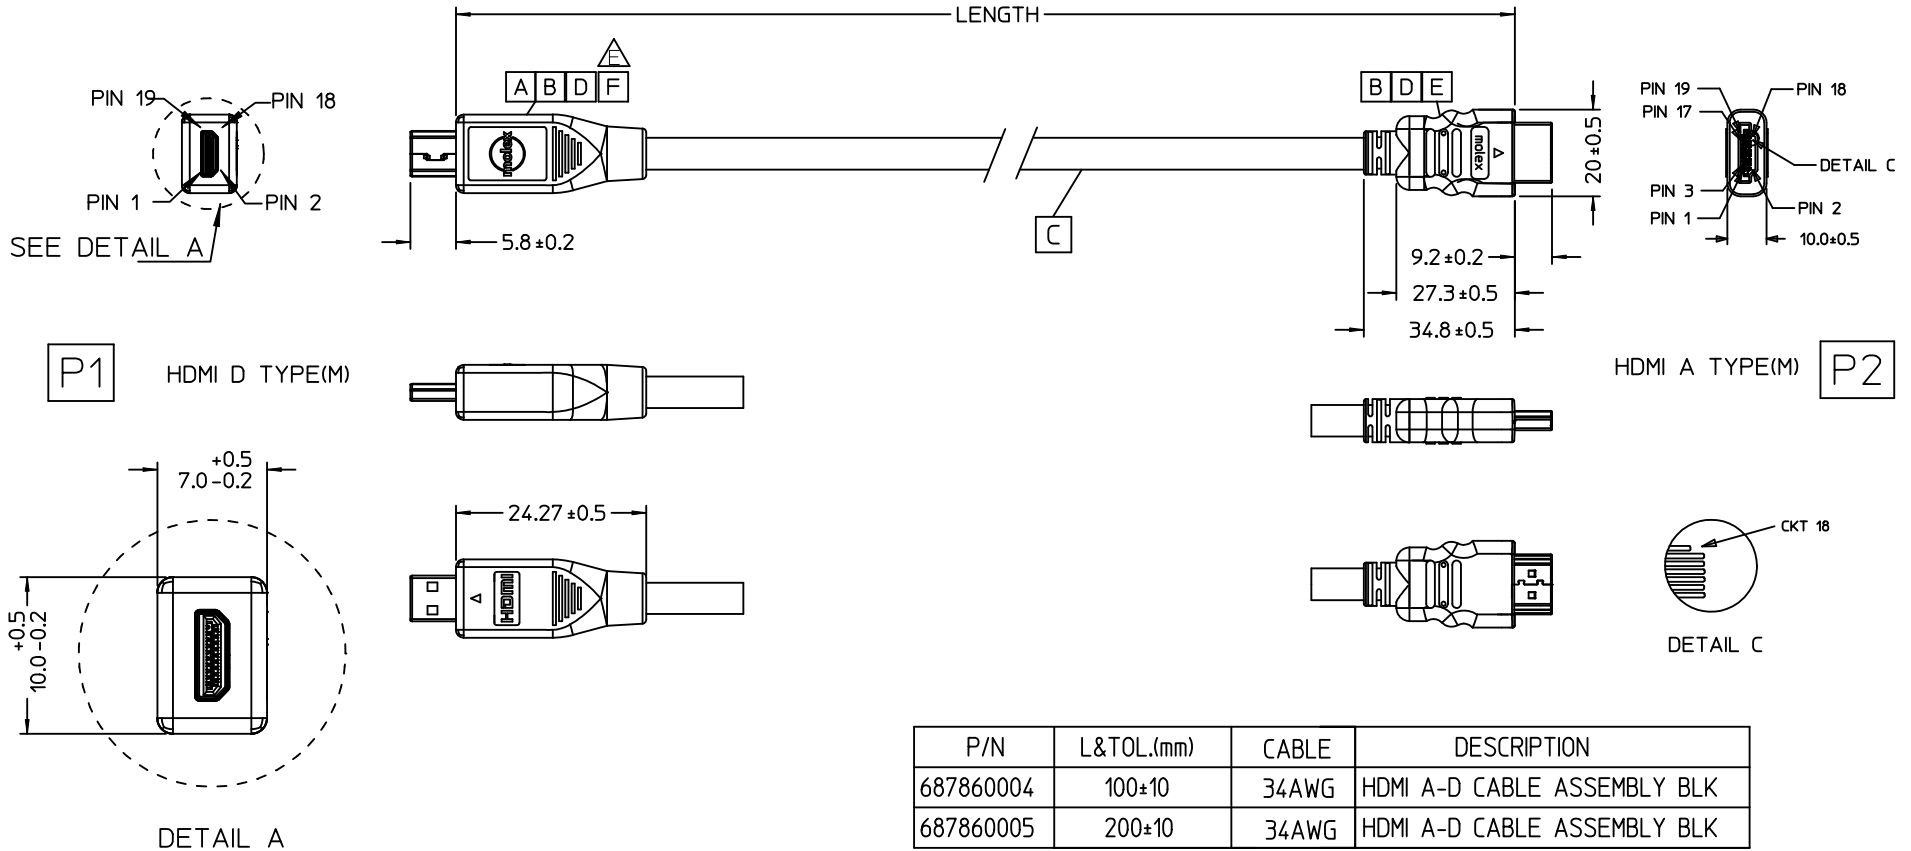 LENGTH
E
A B D F
B D E
PIN 19
PIN 18
PIN 1
PIN 2
SEE DETAIL A
molex
5.8±0.2
C
molex
20±0.5
9.2±0.2
27.3±0.5
34.8±0.5
PIN 19
PIN 17
PIN 18
DETAIL C
PIN 3
PIN 1
PIN 2
10.0±0.5
P1
HDMI D TYPE(M)
HDMI A TYPE(M)
P2
+0.5
7.0-0.2
+0.5
10.0-0.2
DETAIL A
24.27±0.5
HDMI
CKT 18
DETAIL C
P/N L&TOL.(mm) CABLE DESCRIPTION
687860004 100±10 34AWG HDMI A-D CABLE ASSEMBLY BLK
687860005 200±10 34AWG HDMI A-D CABLE ASSEMBLY BLK